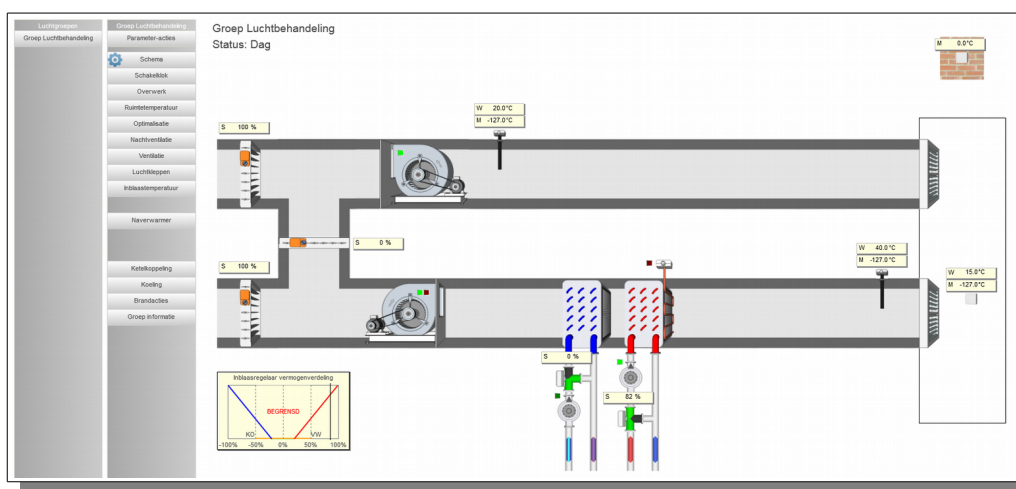 Luchtgroepen
Groep Luchtbehandeling
Groep Luchtbehandeling
Parameter-acties
Schema
Schakelklok
Overwerk
Ruimtetemperatuur
Optimalisatie
Nachtventilatie
Ventilatie
Luchtkleppen
Inblaastemperatuur
Naverwarmer
Ketelkoppeling
Koeling
Brandacties
Groep informatie
Groep Luchtbehandeling
Status: Dag
M 0.0°C
W 20.0°C
M -127.0°C
S 100 %
S 0 %
W 40.0°C
M -127.0°C
S 100 %
W 15.0°C
M -127.0°C
S 0 %
S 82 %
Inblaasregelaar vermogenverdeling
BEGRENSD
KO VW
-100% -50% 0% 50% 100%